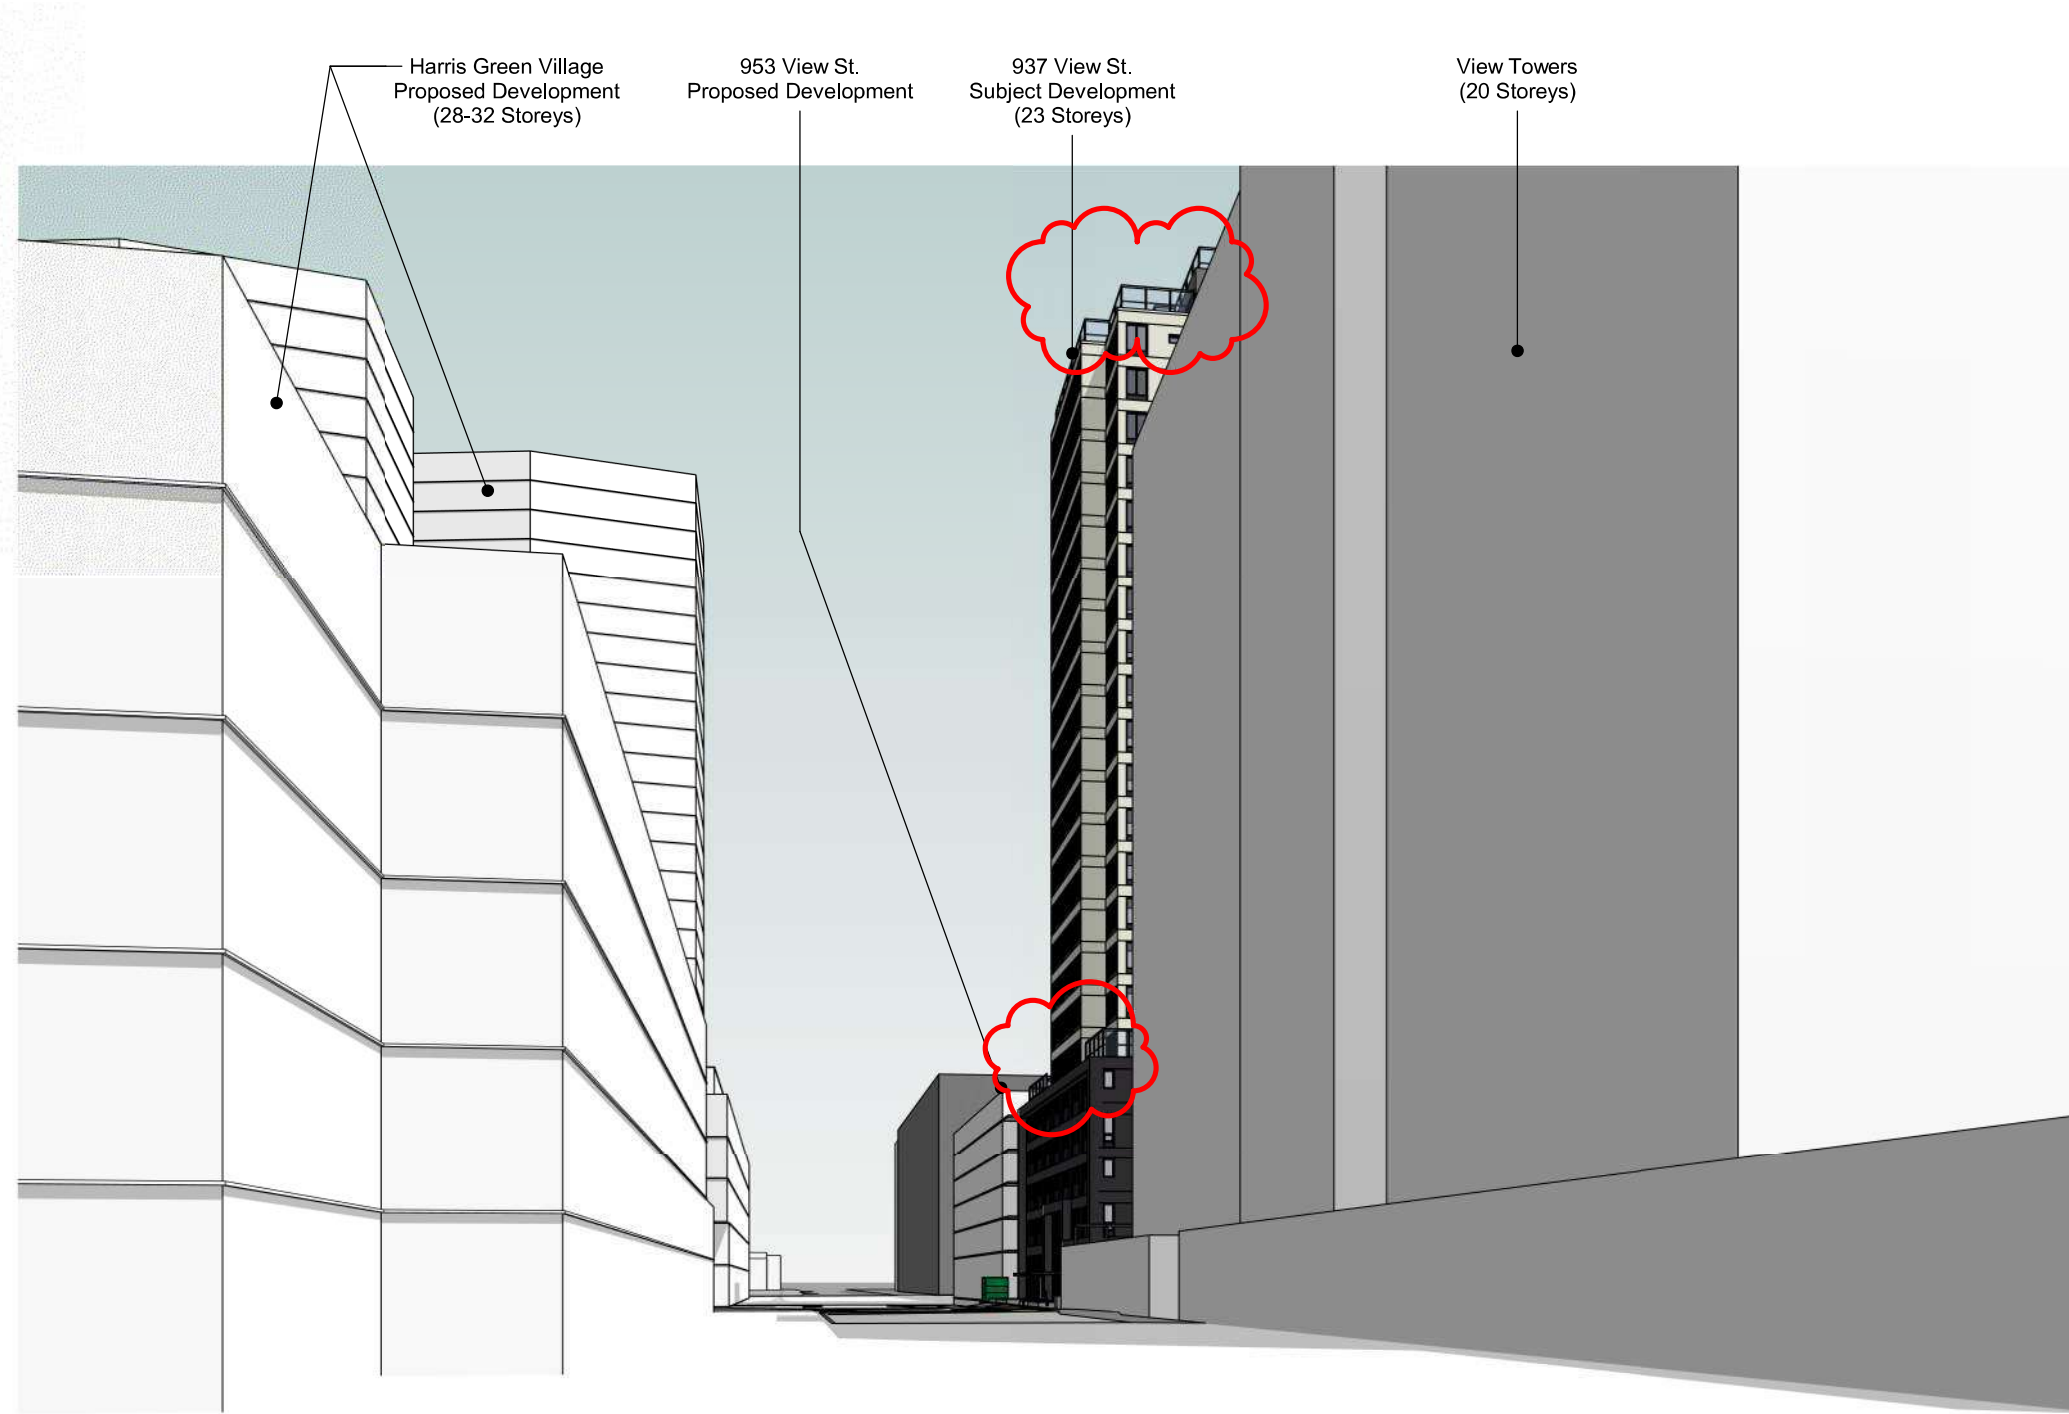 Harris Green Village
Proposed Development
(28-32 Storeys)
953 View St.
Proposed Development
937 View St.
Subject Development
(23 Storeys)
View Towers
(20 Storeys)